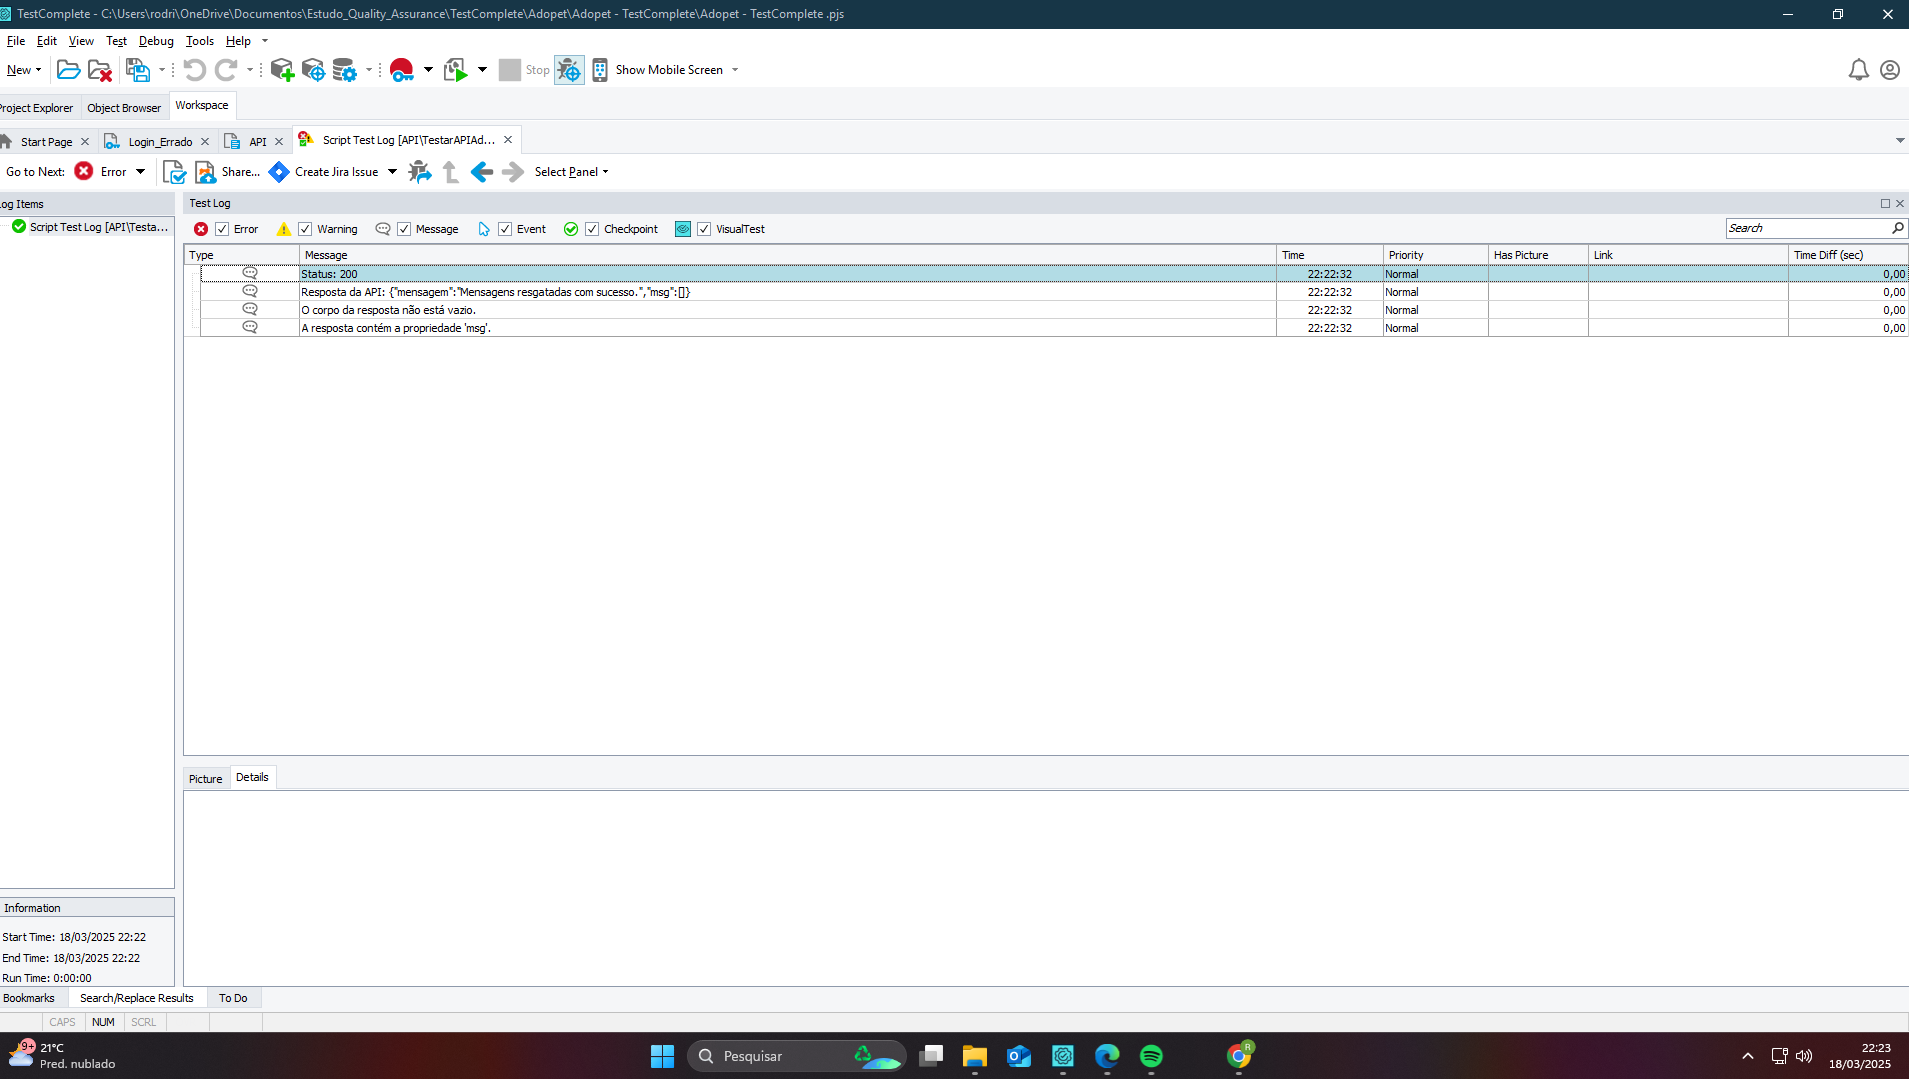 TestComplete - C:\Users\rodri\OneDrive\Documentos\Estudo_Quality_Assurance\TestComplete\Adopet\Adopet - TestComplete\Adopet - TestComplete .pjs
File Edit View Test Debug Tools Help
New Stop Show Mobile Screen
Project Explorer Object Browser Workspace
Start Page Login_Errado API Script Test Log [API\TestarAPIAd...
Go to Next: Error Share... Create Jira Issue Select Panel
Log Items
Script Test Log [API\Testa...
Test Log
Error Warning Message Event Checkpoint VisualTest Search
Type Message Time Priority Has Picture Link Time Diff (sec)
Status: 200 22:22:32 Normal 0,00
Resposta da API: {"mensagem":"Mensagens resgatadas com sucesso.","msg":[]} 22:22:32 Normal 0,00
O corpo da resposta não está vazio. 22:22:32 Normal 0,00
A resposta contém a propriedade 'msg'. 22:22:32 Normal 0,00
Picture Details
Information
Start Time: 18/03/2025 22:22
End Time: 18/03/2025 22:22
Run Time: 0:00:00
Bookmarks Search/Replace Results To Do
CAPS NUM SCRL
9+ 21°C
Pred. nublado
Pesquisar
R
22:23
18/03/2025